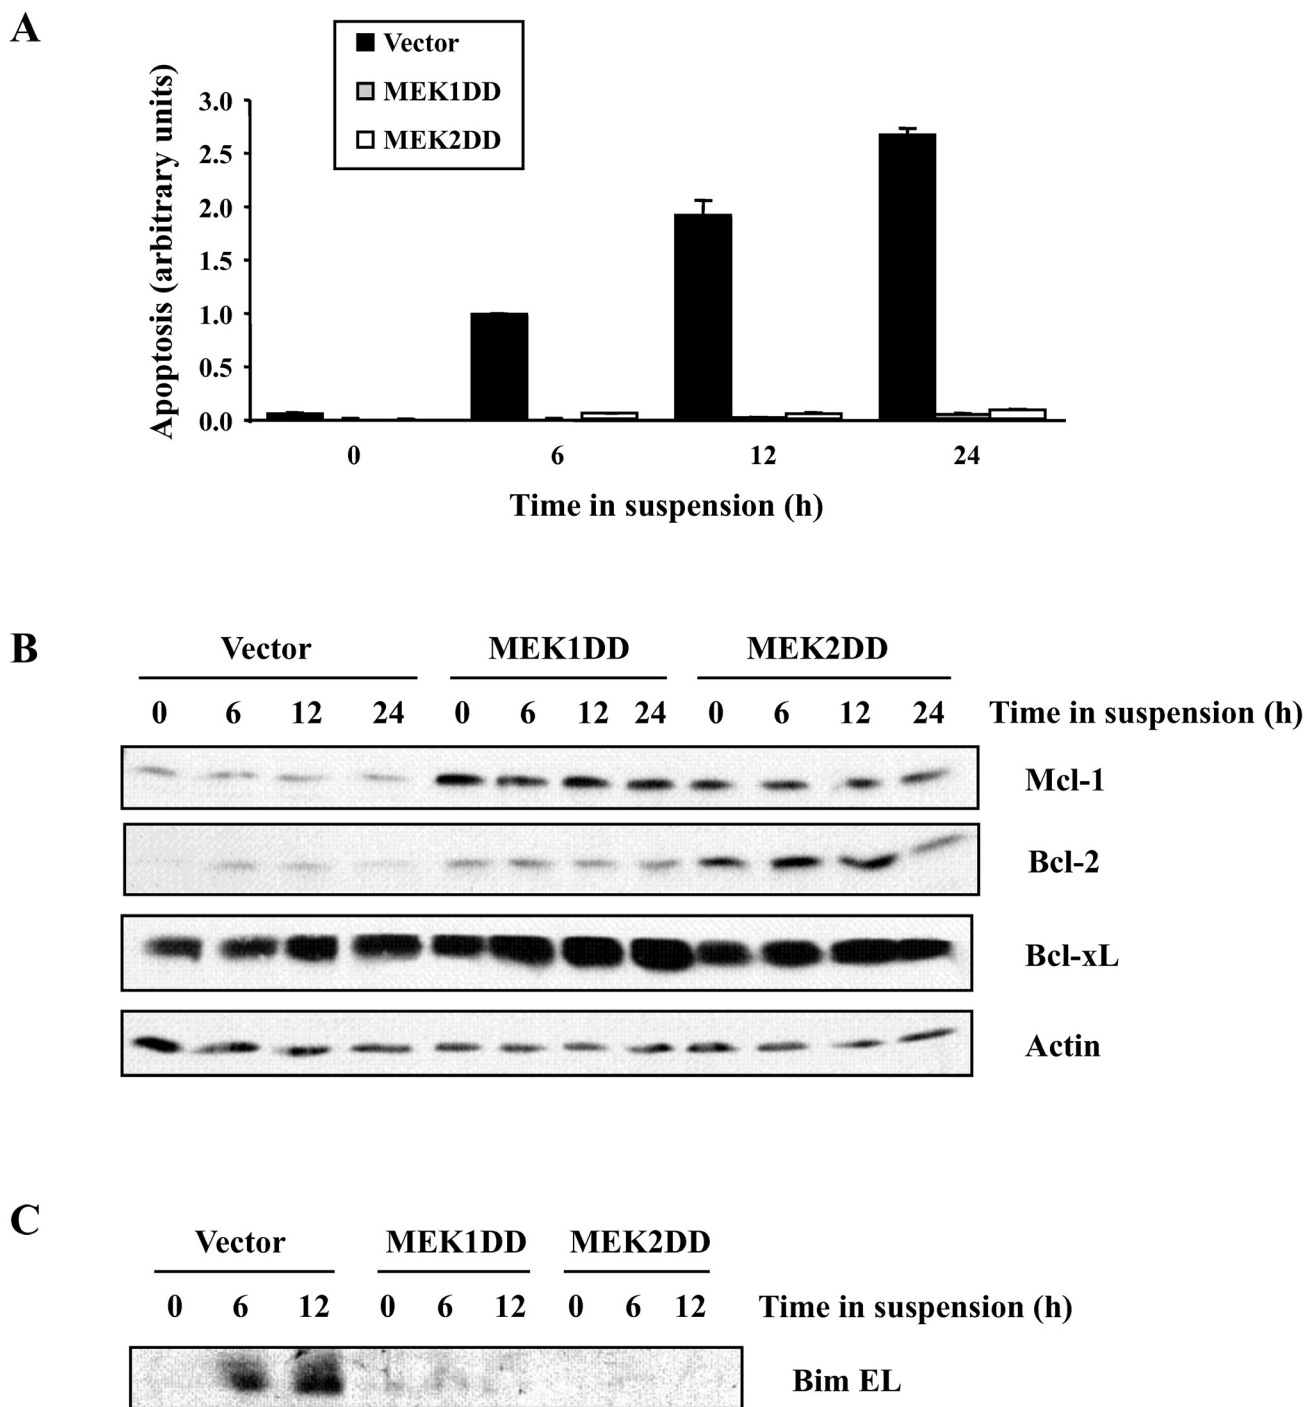 A
Vector
MEK1DD
MEK2DD
Apoptosis (arbitrary units)
3.0
2.5
2.0
1.5
1.0
0.5
0.0
0 6 12 24
Time in suspension (h)
B
Vector MEK1DD MEK2DD
0 6 12 24 0 6 12 24 0 6 12 24 Time in suspension (h)
Mcl-1
Bcl-2
Bcl-xL
Actin
C
Vector MEK1DD MEK2DD
0 6 12 0 6 12 0 6 12 Time in suspension (h)
Bim EL